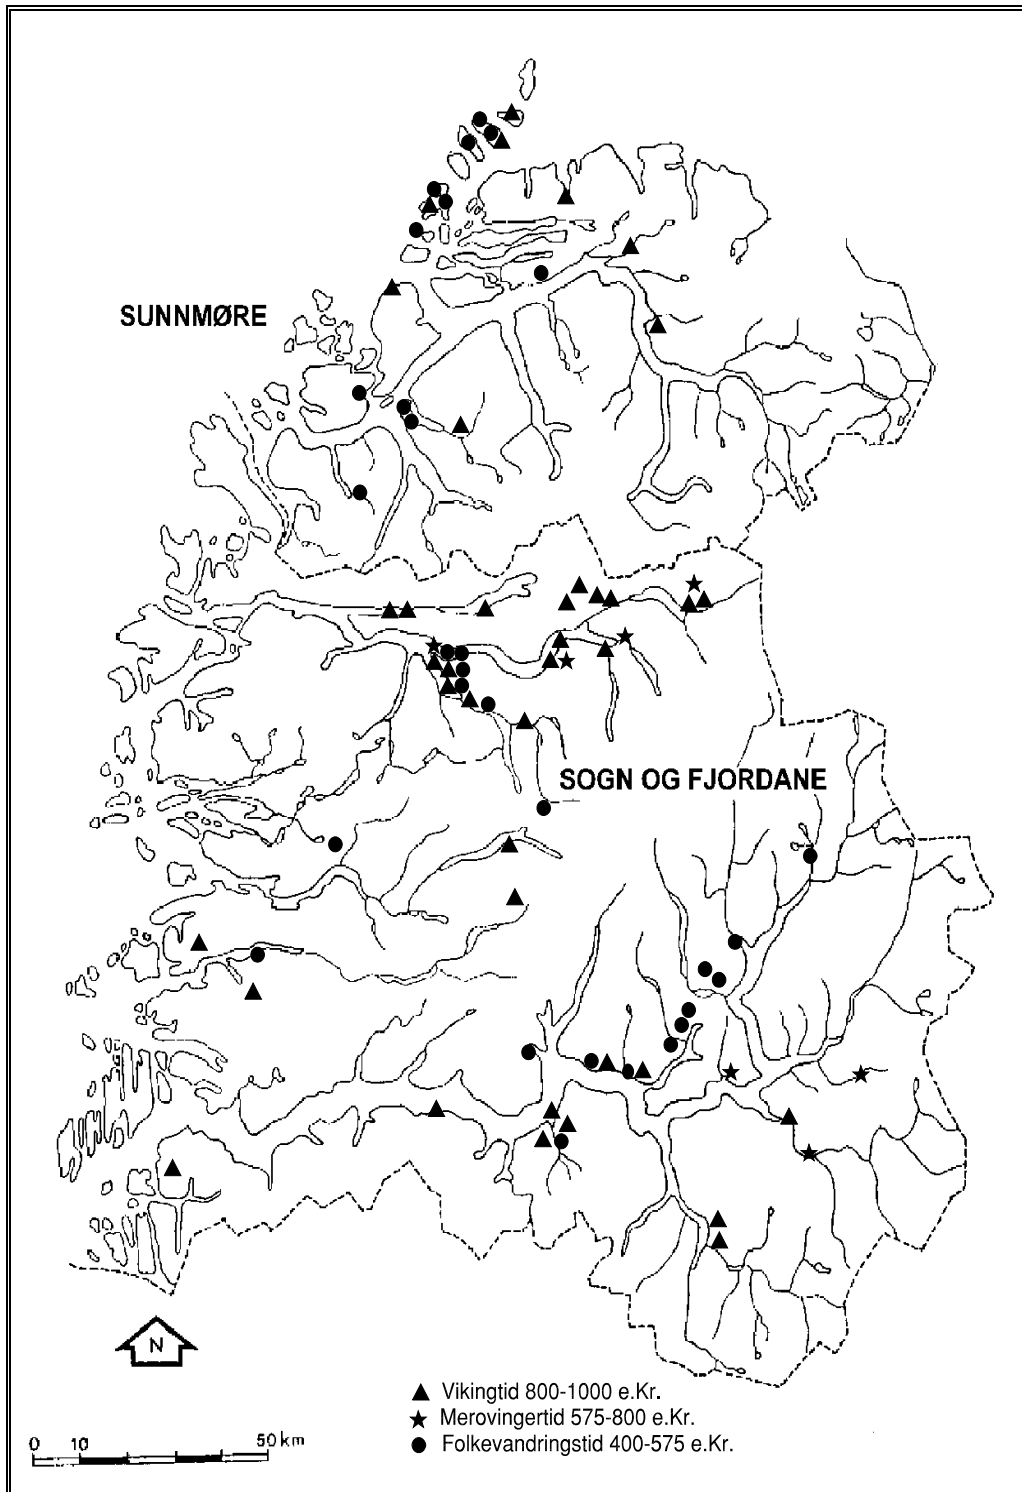 SUNNMØRE
SOGN OG FJORDANE
N
Vikingtid 800-1000 e.Kr.
Merovingertid 575-800 e.Kr.
Folkevandringstid 400-575 e.Kr.
0 10 50 km